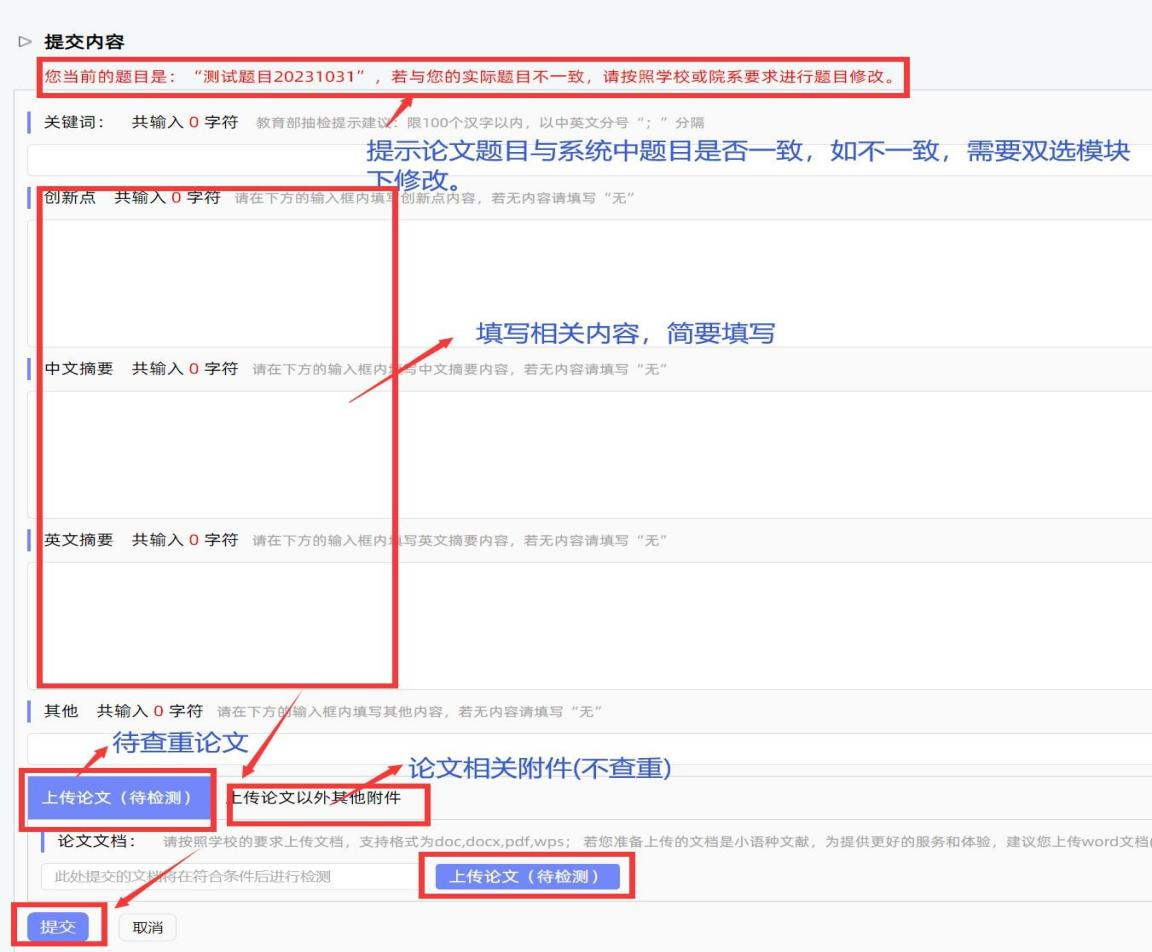 提交内容
您当前的题目是：“测试题目20231031”，若与您的实际题目不一致，请按照学校或院系要求进行题目修改。
关键词： 共输入 0 字符 教育部抽检提示建议：限100个汉字以内，以中英文分号“；”分隔
提示论文题目与系统中题目是否一致，如不一致，需要双选模块
下修改。
创新点 共输入 0 字符 请在下方的输入框内填写创新点内容，若无内容请填写“无”
填写相关内容，简要填写
中文摘要 共输入 0 字符 请在下方的输入框内填写中文摘要内容，若无内容请填写“无”
英文摘要 共输入 0 字符 请在下方的输入框内填写英文摘要内容，若无内容请填写“无”
其他 共输入 0 字符 请在下方的输入框内填写其他内容，若无内容请填写“无”
待查重论文
论文相关附件(不查重)
上传论文（待检测） 上传论文以外其他附件
论文文档： 请按照学校的要求上传文档，支持格式为doc,docx,pdf,wps； 若您准备上传的文档是小语种文献，为提供更好的服务和体验，建议您上传word文档(
此处提交的文档将在符合条件后进行检测 上传论文（待检测）
提交 取消